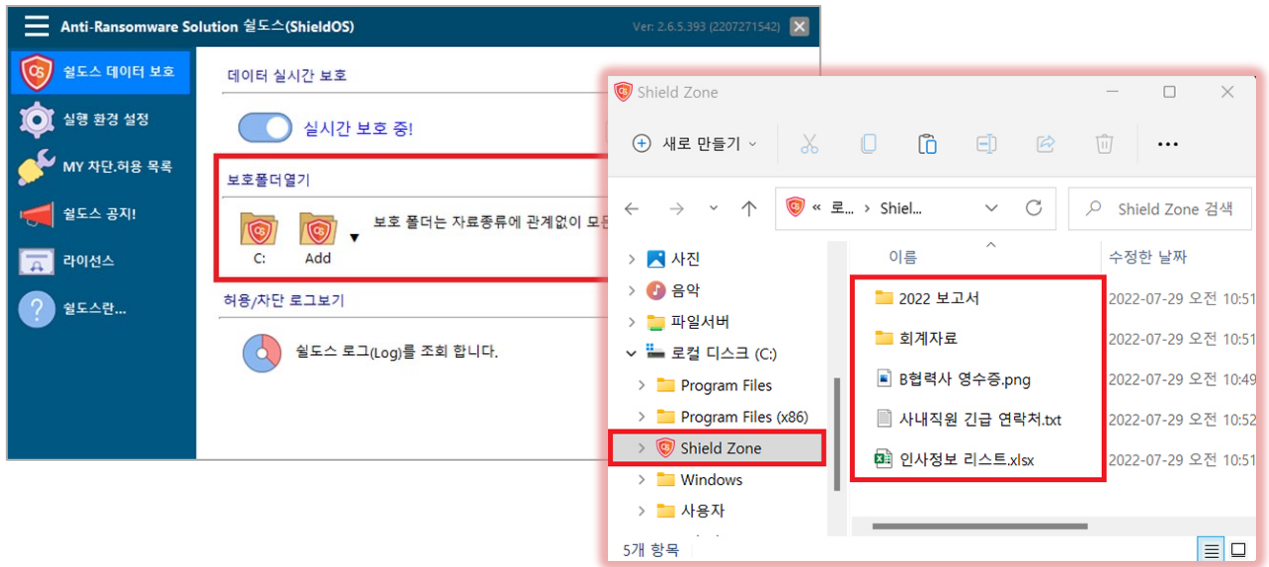 Anti-Ransomware Solution 쉴도스(ShieldOS)
Ver: 2.6.5.393 (2207271542)
쉴도스 데이터 보호
실행 환경 설정
MY 차단.허용 목록
쉴도스 공지!
라이선스
쉴도스란...
데이터 실시간 보호
실시간 보호 중!
보호폴더열기
보호 폴더는 자료종류에 관계없이 모든
C:
Add
허용/차단 로그보기
쉴도스 로그(Log)를 조회 합니다.
Shield Zone
새로 만들기
« 로... › Shiel...
Shield Zone 검색
사진
음악
파일서버
로컬 디스크 (C:)
Program Files
Program Files (x86)
Shield Zone
Windows
사용자
이름
수정한 날짜
2022 보고서
2022-07-29 오전 10:51
회계자료
2022-07-29 오전 10:51
B협력사 영수증.png
2022-07-29 오전 10:49
사내직원 긴급 연락처.txt
2022-07-29 오전 10:52
인사정보 리스트.xlsx
2022-07-29 오전 10:51
5개 항목